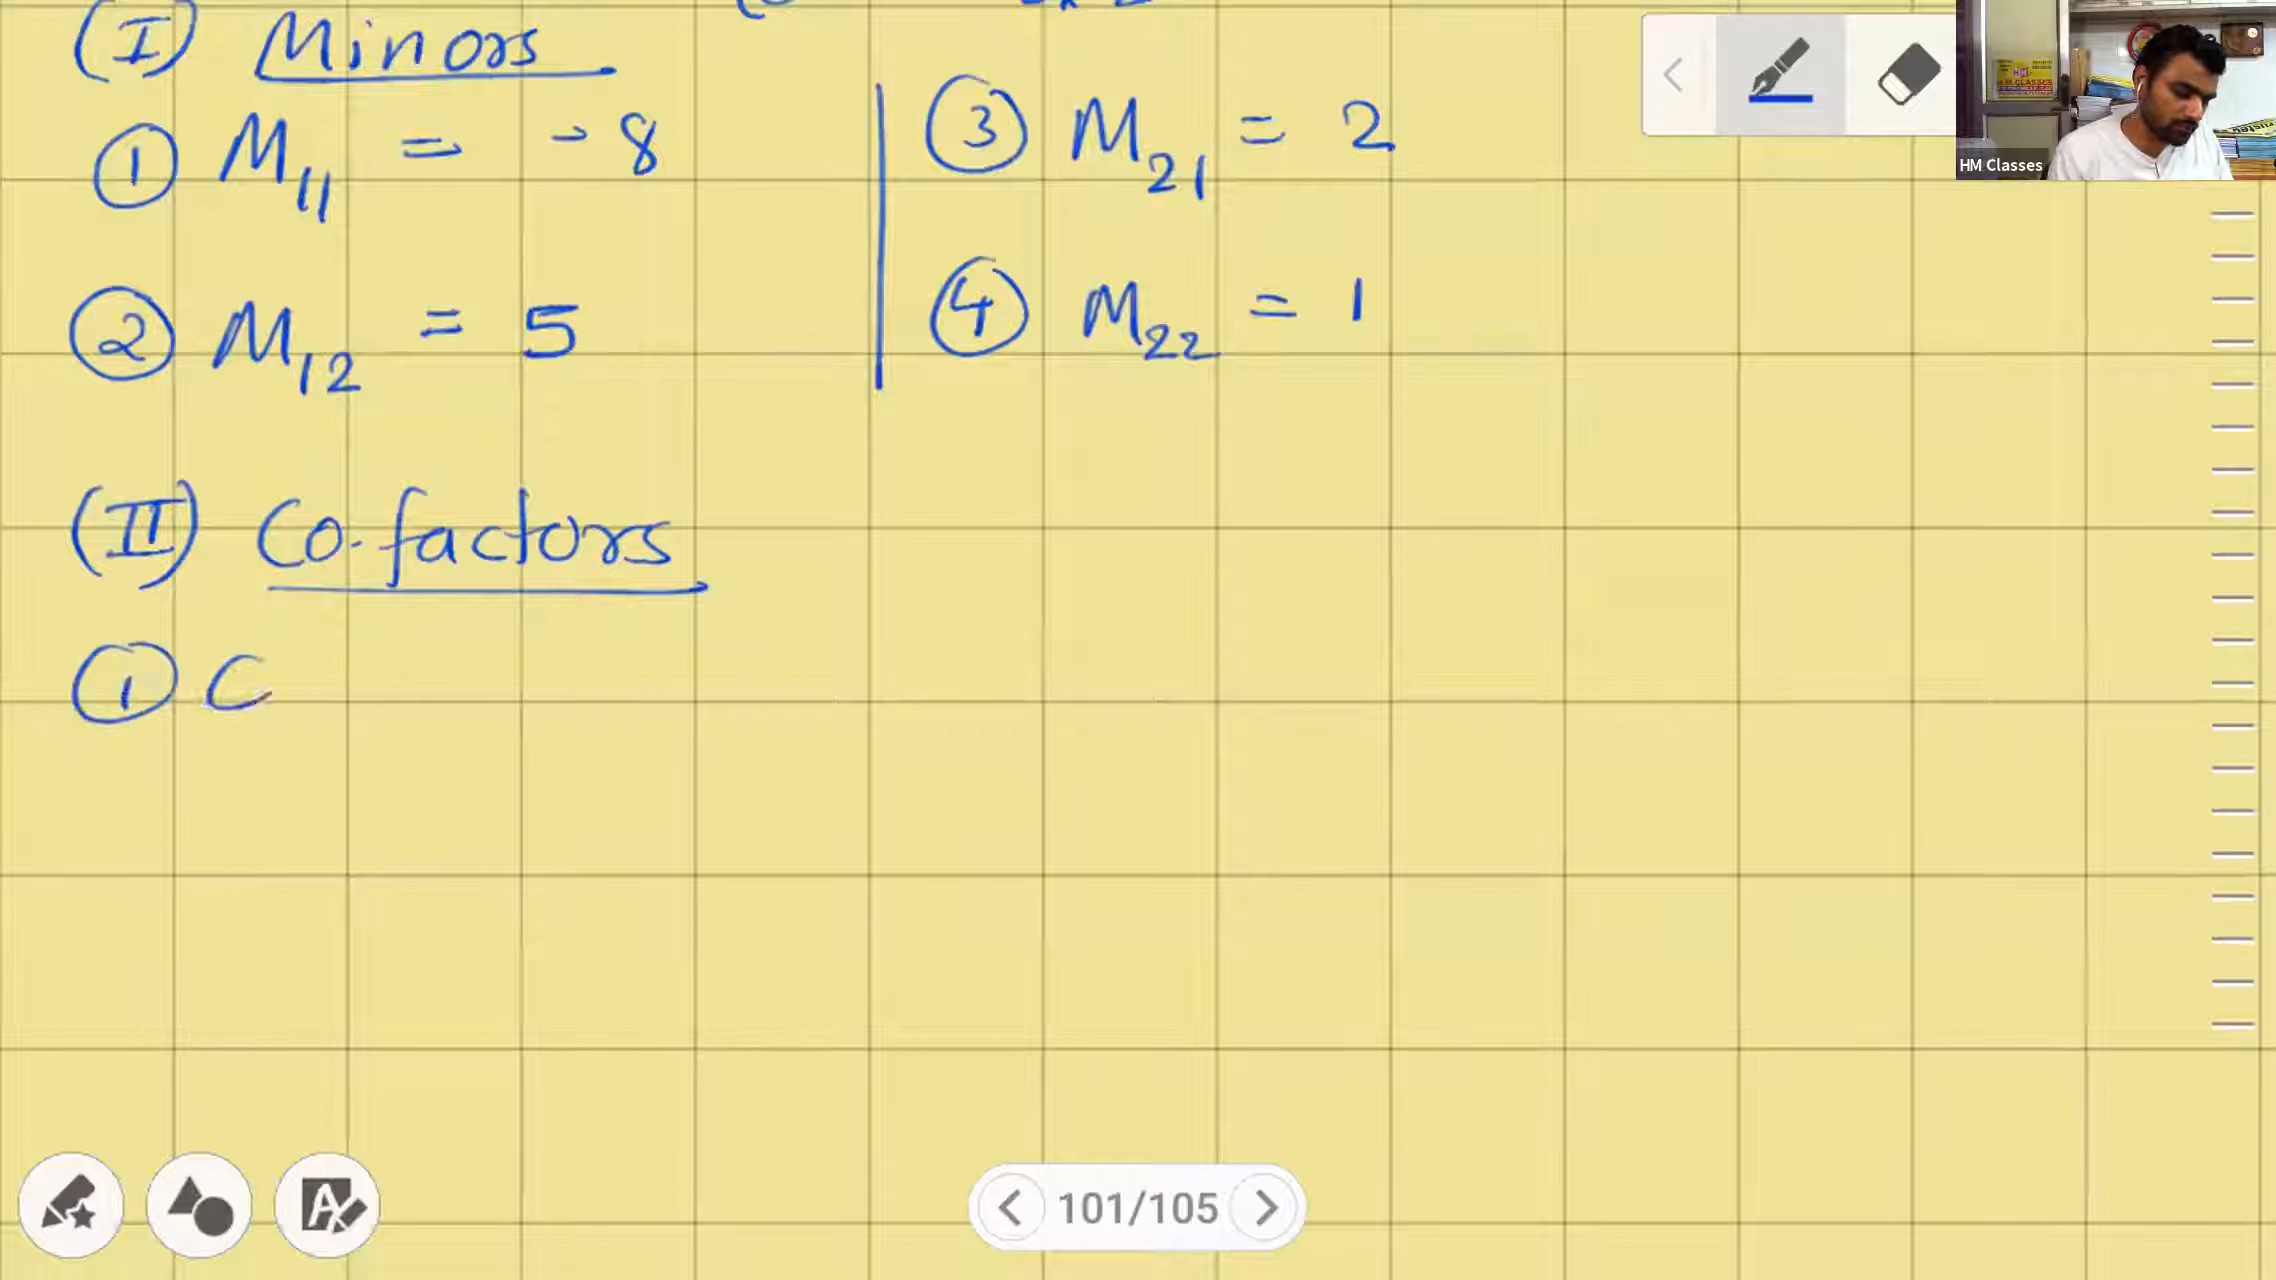 (I) Minors
① M₁₁ = -8
② M₁₂ = 5
③ M₂₁ = 2
④ M₂₂ = 1
(II) Co-factors
① C
HM Classes
101/105